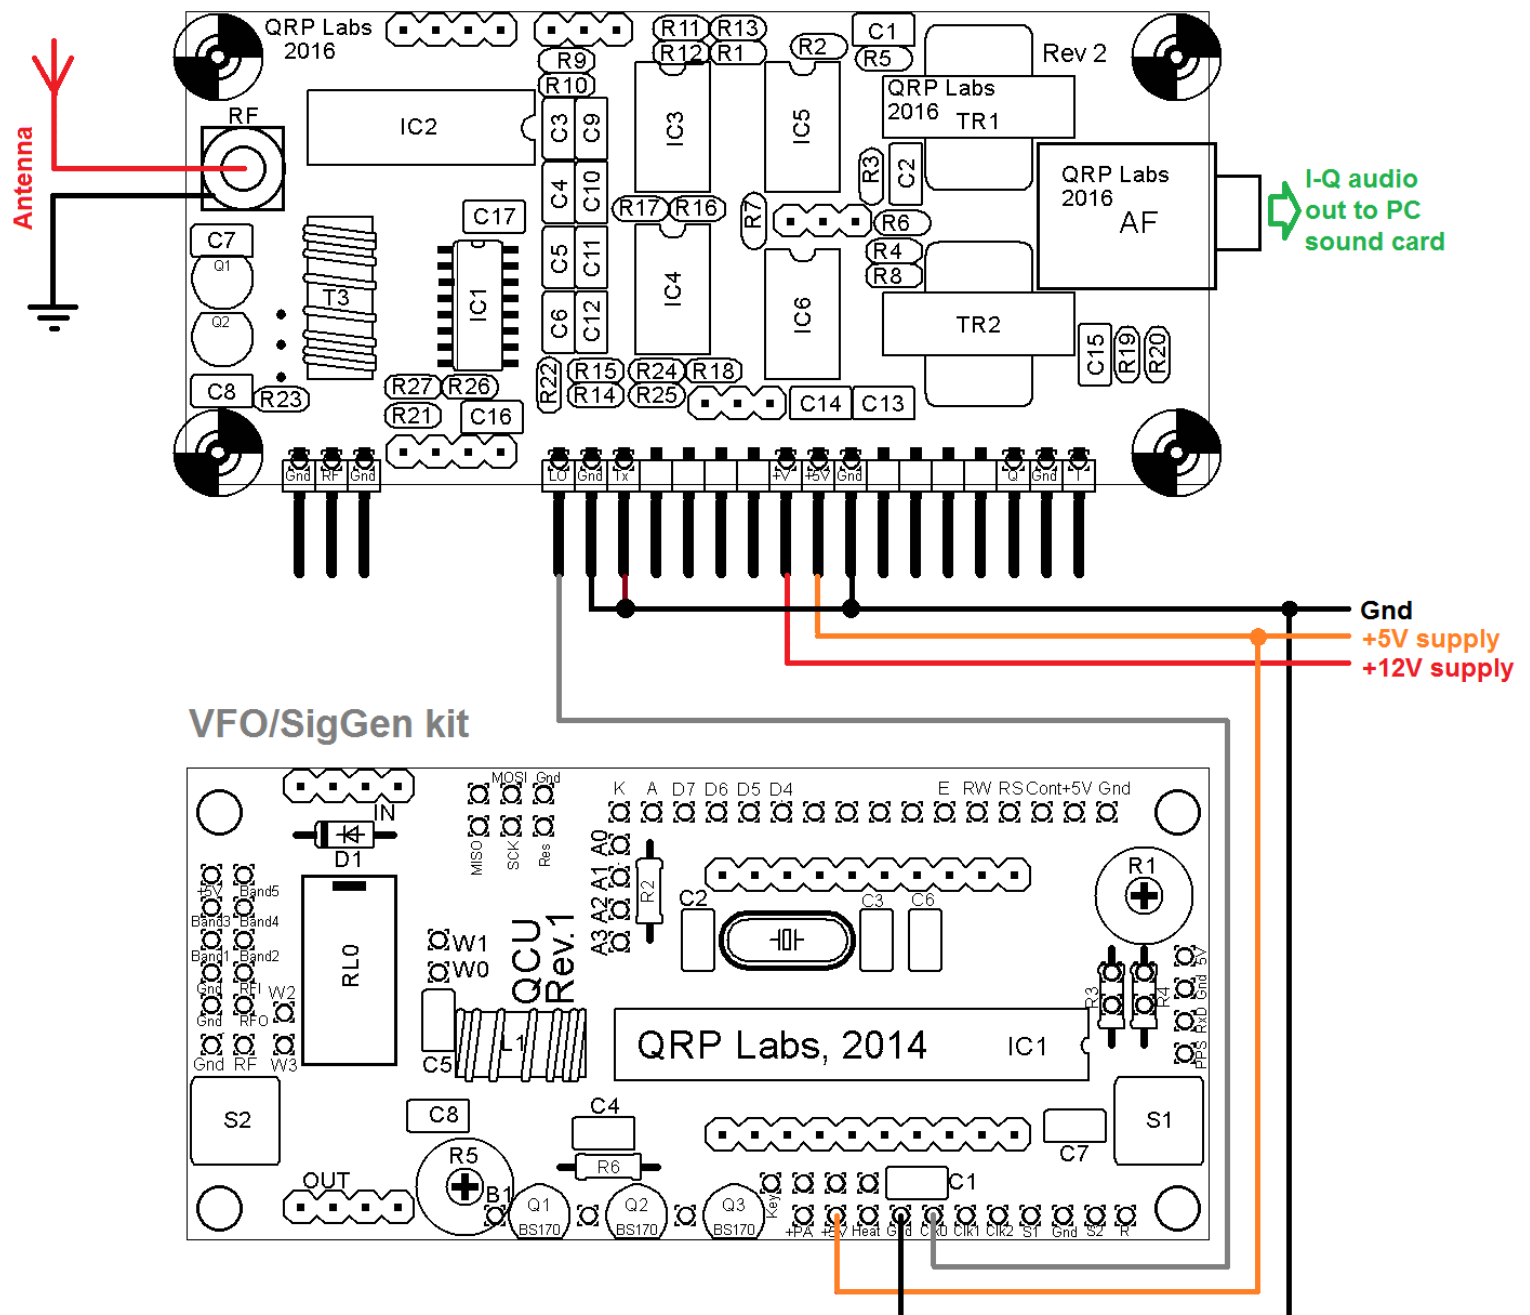 QRP Labs
2016
R11
R13
R12
R1
R2
C1
R5
Rev 2
R9
R10
RF
Antenna
IC2
C3
C9
IC3
IC5
QRP Labs
2016
TR1
R3
C2
QRP Labs
2016
AF
I-Q audio
out to PC
sound card
C4
C10
R17
R16
R7
R6
C17
C7
Q1
T3
IC1
C5
C11
IC4
IC6
R4
R8
Q2
C6
C12
TR2
C15
R19
R20
C8
R23
R27
R26
R22
R15
R24
R18
R14
R25
R21
C16
C14
C13
Gnd
RF
Gnd
LO
Gnd
Tx
+V
+5V
Gnd
Q
Gnd
I
Gnd
+5V supply
+12V supply
VFO/SigGen kit
IN
D1
MOSI
Gnd
MISO
SCK
Res
K
A
D7
D6
D5
D4
E
RW
RS
Cont
+5V
Gnd
A0
A1
A2
A3
R2
R1
C2
C3
C6
+5V
Band5
Band3
Band4
Band1
Band2
Gnd
RFI
W2
Gnd
RFO
Gnd
RF
W3
RL0
W1
W0
QCU
Rev.1
C5
L1
QRP Labs, 2014
IC1
R3
R4
5V
Gnd
RxD
PPS
S2
C8
C4
R5
R6
C7
S1
OUT
B1
Q1
BS170
Q2
BS170
Q3
BS170
Key
C1
+PA
+5V
Heat
Gnd
Clk0
Clk1
Clk2
S1
Gnd
S2
R